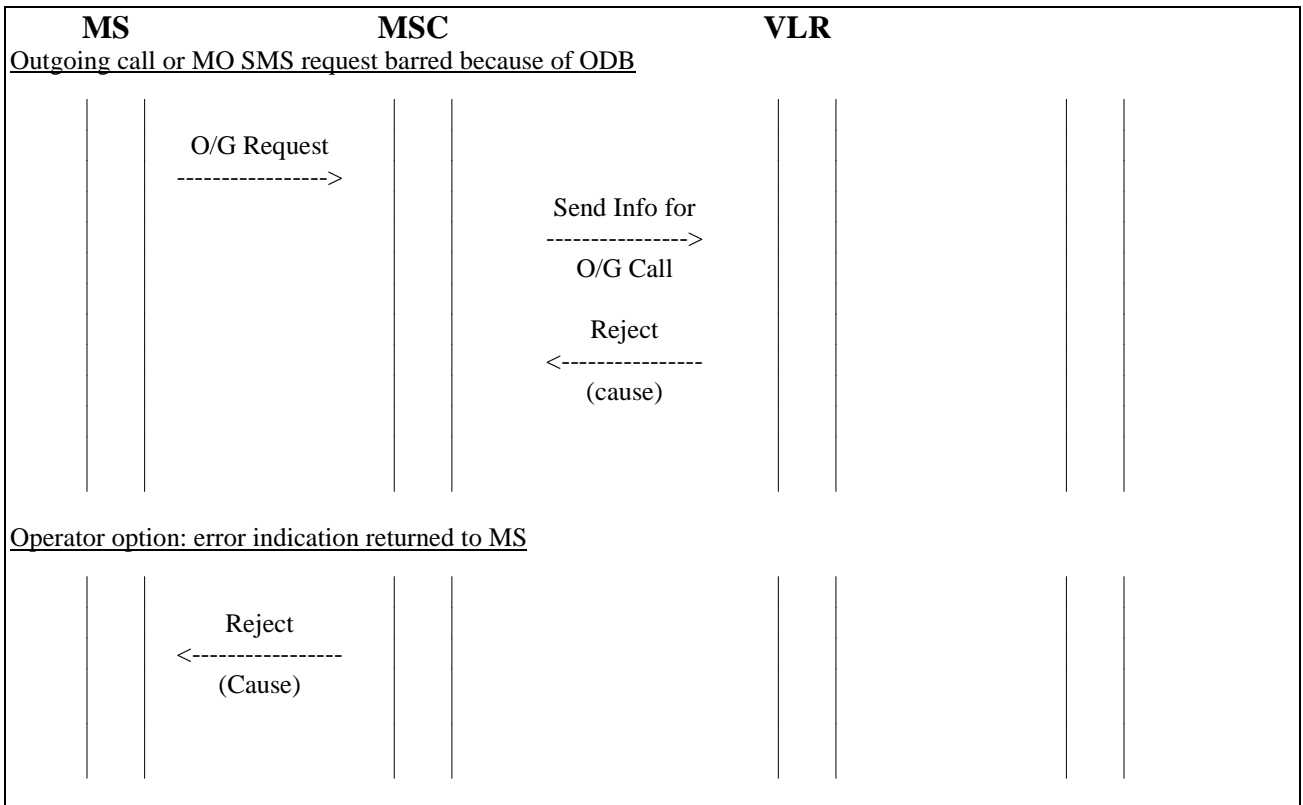 MS MSC VLR
Outgoing call or MO SMS request barred because of ODB
O/G Request
----------------->
Send Info for
---------------->
O/G Call
Reject
<----------------
(cause)
Operator option: error indication returned to MS
Reject
<-----------------
(Cause)